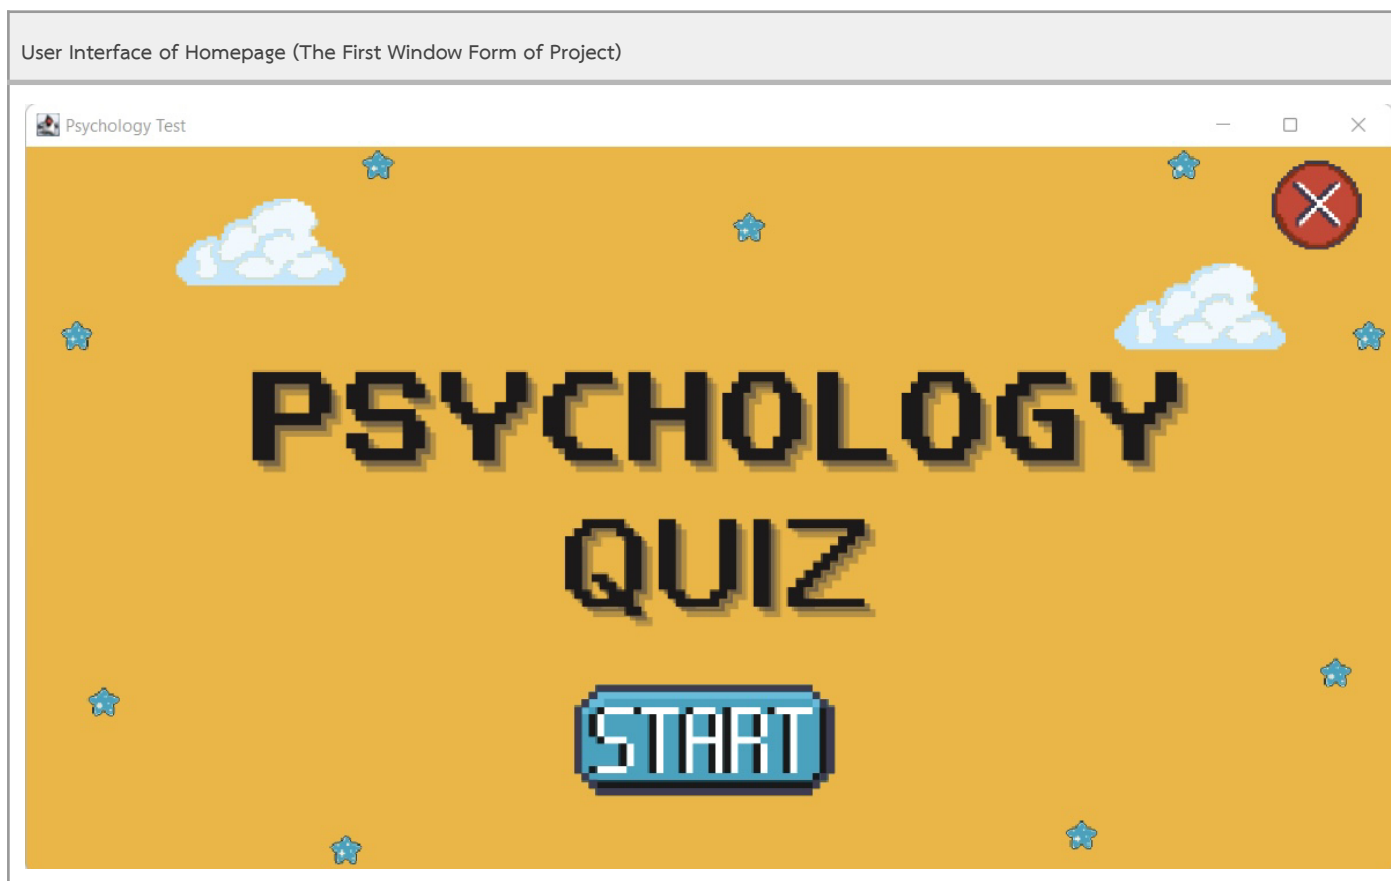 User Interface of Homepage (The First Window Form of Project)
Psychology Test
PSYCHOLOGY
QUIZ
START